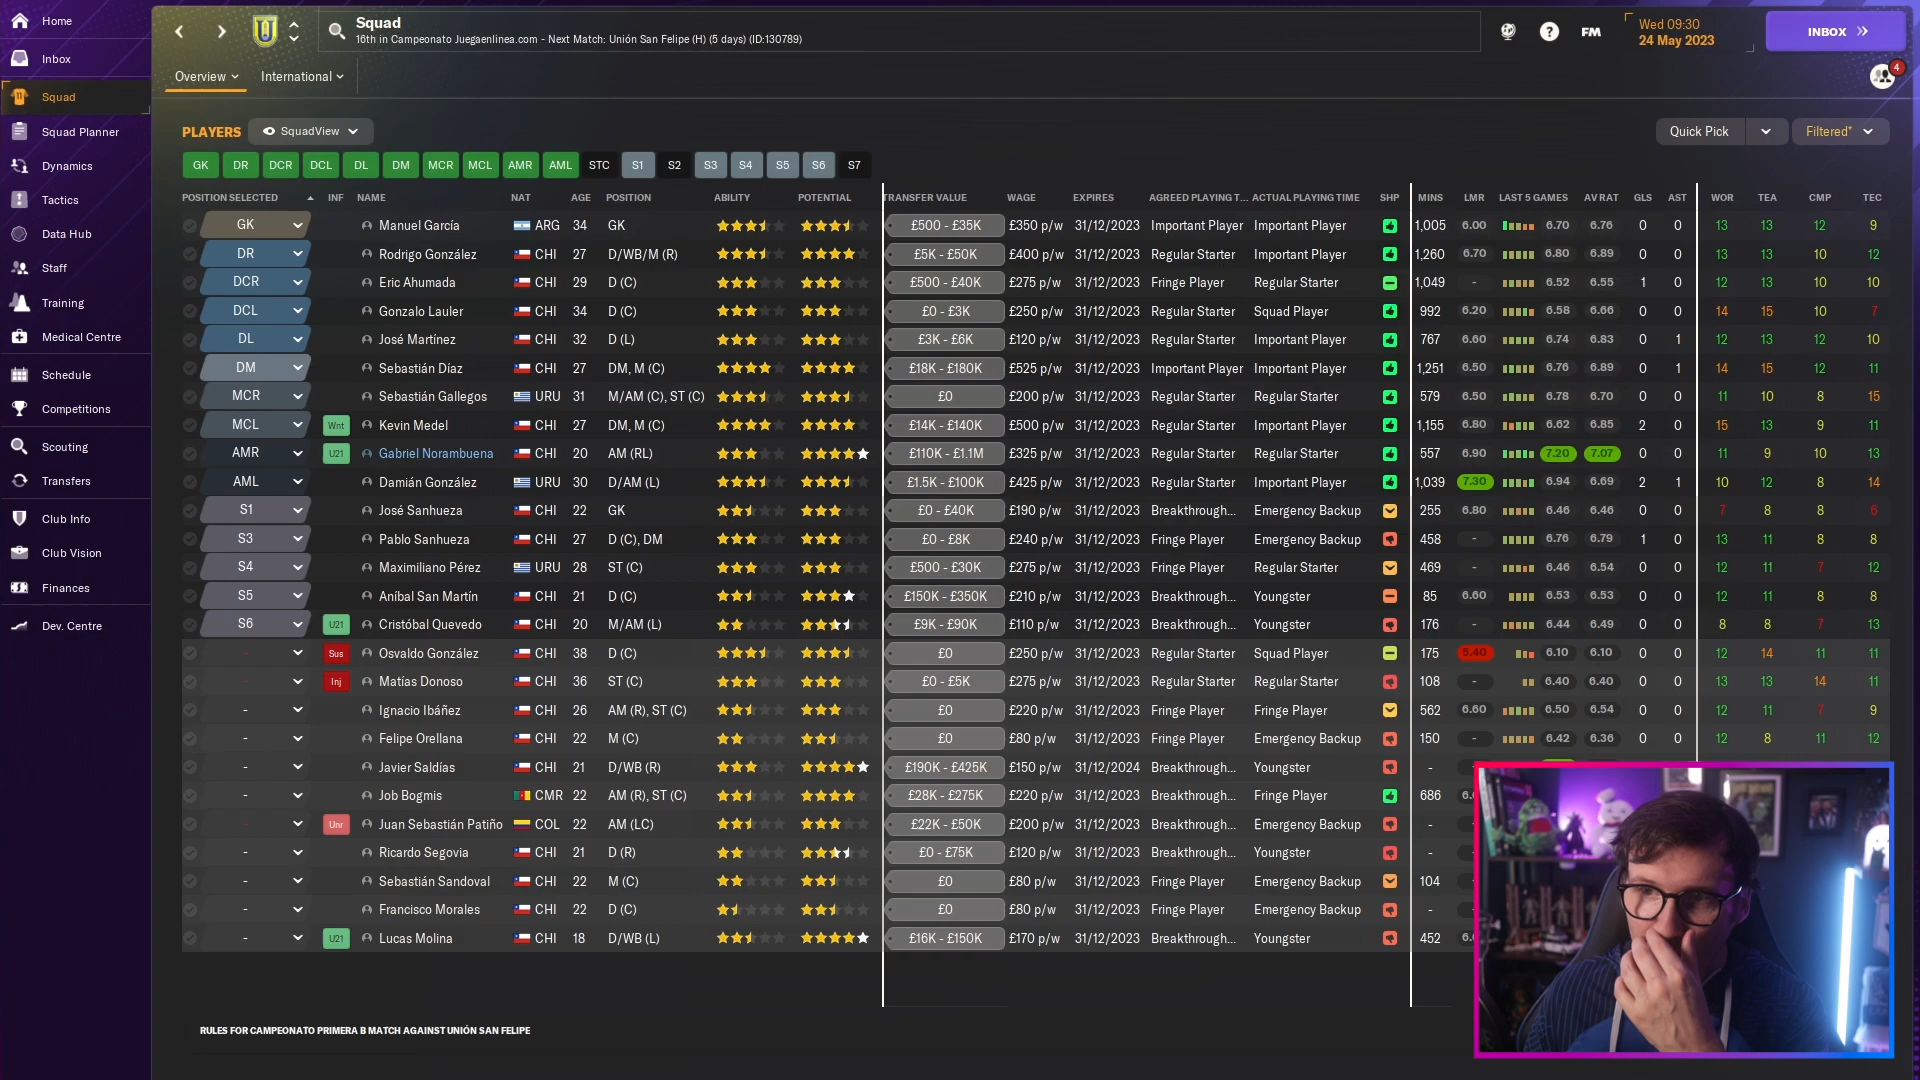 Home
Inbox
Squad
Squad Planner
Dynamics
Tactics
Data Hub
Staff
Training
Medical Centre
Schedule
Competitions
Scouting
Transfers
Club Info
Club Vision
Finances
Dev. Centre
Squad
16th in Campeonato Juegaenlinea.com - Next Match: Unión San Felipe (H) (5 days) (ID:130789)
FM
Wed 09:30
24 May 2023
INBOX
4
Overview International
PLAYERS SquadView Quick Pick Filtered*
GK DR DCR DCL DL DM MCR MCL AMR AML STC S1 S2 S3 S4 S5 S6 S7
POSITION SELECTED INF NAME NAT AGE POSITION ABILITY POTENTIAL TRANSFER VALUE WAGE EXPIRES AGREED PLAYING T... ACTUAL PLAYING TIME SHP MINS LMR LAST 5 GAMES AV RAT GLS AST WOR TEA CMP TEC
GK Manuel García ARG 34 GK £500 - £35K £350 p/w 31/12/2023 Important Player Important Player 1,005 6.00 6.70 6.76 0 0 13 13 12 9
DR Rodrigo González CHI 27 D/WB/M (R) £5K - £50K £400 p/w 31/12/2023 Regular Starter Important Player 1,260 6.70 6.80 6.89 0 0 13 13 10 12
DCR Eric Ahumada CHI 29 D (C) £500 - £40K £275 p/w 31/12/2023 Fringe Player Regular Starter 1,049 - 6.52 6.55 1 0 12 13 10 10
DCL Gonzalo Lauler CHI 34 D (C) £0 - £3K £250 p/w 31/12/2023 Regular Starter Squad Player 992 6.20 6.58 6.66 0 0 14 15 10 7
DL José Martínez CHI 32 D (L) £3K - £6K £120 p/w 31/12/2023 Regular Starter Important Player 767 6.60 6.74 6.83 0 1 12 13 12 10
DM Sebastián Díaz CHI 27 DM, M (C) £18K - £180K £525 p/w 31/12/2023 Important Player Important Player 1,251 6.50 6.76 6.89 0 1 14 15 12 11
MCR Sebastián Gallegos URU 31 M/AM (C), ST (C) £0 £200 p/w 31/12/2023 Regular Starter Regular Starter 579 6.50 6.78 6.70 0 0 11 10 8 15
MCL Wnt Kevin Medel CHI 27 DM, M (C) £14K - £140K £500 p/w 31/12/2023 Regular Starter Important Player 1,155 6.80 6.62 6.85 2 0 15 13 9 11
AMR U21 Gabriel Norambuena CHI 20 AM (RL) £110K - £1.1M £325 p/w 31/12/2023 Regular Starter Regular Starter 557 6.90 7.20 7.07 0 0 11 9 10 13
AML Damián González URU 30 D/AM (L) £1.5K - £100K £425 p/w 31/12/2023 Regular Starter Important Player 1,039 7.30 6.94 6.69 2 1 10 12 8 14
S1 José Sanhueza CHI 22 GK £0 - £40K £190 p/w 31/12/2023 Breakthrough... Emergency Backup 255 6.80 6.46 6.46 0 0 7 8 8 6
S3 Pablo Sanhueza CHI 27 D (C), DM £0 - £8K £240 p/w 31/12/2023 Fringe Player Emergency Backup 458 - 6.76 6.79 1 0 13 11 8 8
S4 Maximiliano Pérez URU 28 ST (C) £500 - £30K £275 p/w 31/12/2023 Fringe Player Regular Starter 469 - 6.46 6.54 0 0 12 11 7 12
S5 Aníbal San Martín CHI 21 D (C) £150K - £350K £210 p/w 31/12/2023 Breakthrough... Youngster 85 6.60 6.53 6.53 0 0 12 11 8 8
S6 U21 Cristóbal Quevedo CHI 20 M/AM (L) £9K - £90K £110 p/w 31/12/2023 Breakthrough... Youngster 176 - 6.44 6.49 0 0 8 8 7 13
- Sus Osvaldo González CHI 38 D (C) £0 £250 p/w 31/12/2023 Regular Starter Squad Player 175 5.40 6.10 6.10 0 0 12 14 11 11
- Inj Matías Donoso CHI 36 ST (C) £0 - £5K £275 p/w 31/12/2023 Regular Starter Regular Starter 108 - 6.40 6.40 0 0 13 13 14 11
- Ignacio Ibáñez CHI 26 AM (R), ST (C) £0 £220 p/w 31/12/2023 Fringe Player Fringe Player 562 6.60 6.50 6.54 0 0 12 11 7 9
- Felipe Orellana CHI 22 M (C) £0 £80 p/w 31/12/2023 Fringe Player Emergency Backup 150 - 6.42 6.36 0 0 12 8 11 12
- Javier Saldías CHI 21 D/WB (R) £190K - £425K £150 p/w 31/12/2024 Breakthrough... Youngster -
- Job Bogmis CMR 22 AM (R), ST (C) £28K - £275K £220 p/w 31/12/2023 Breakthrough... Fringe Player 686
- Unr Juan Sebastián Patiño COL 22 AM (LC) £22K - £50K £200 p/w 31/12/2023 Breakthrough... Emergency Backup -
- Ricardo Segovia CHI 21 D (R) £0 - £75K £120 p/w 31/12/2023 Breakthrough... Youngster -
- Sebastián Sandoval CHI 22 M (C) £0 £80 p/w 31/12/2023 Fringe Player Emergency Backup 104
- Francisco Morales CHI 22 D (C) £0 £80 p/w 31/12/2023 Fringe Player Emergency Backup -
- U21 Lucas Molina CHI 18 D/WB (L) £16K - £150K £170 p/w 31/12/2023 Breakthrough... Youngster 452
RULES FOR CAMPEONATO PRIMERA B MATCH AGAINST UNIÓN SAN FELIPE